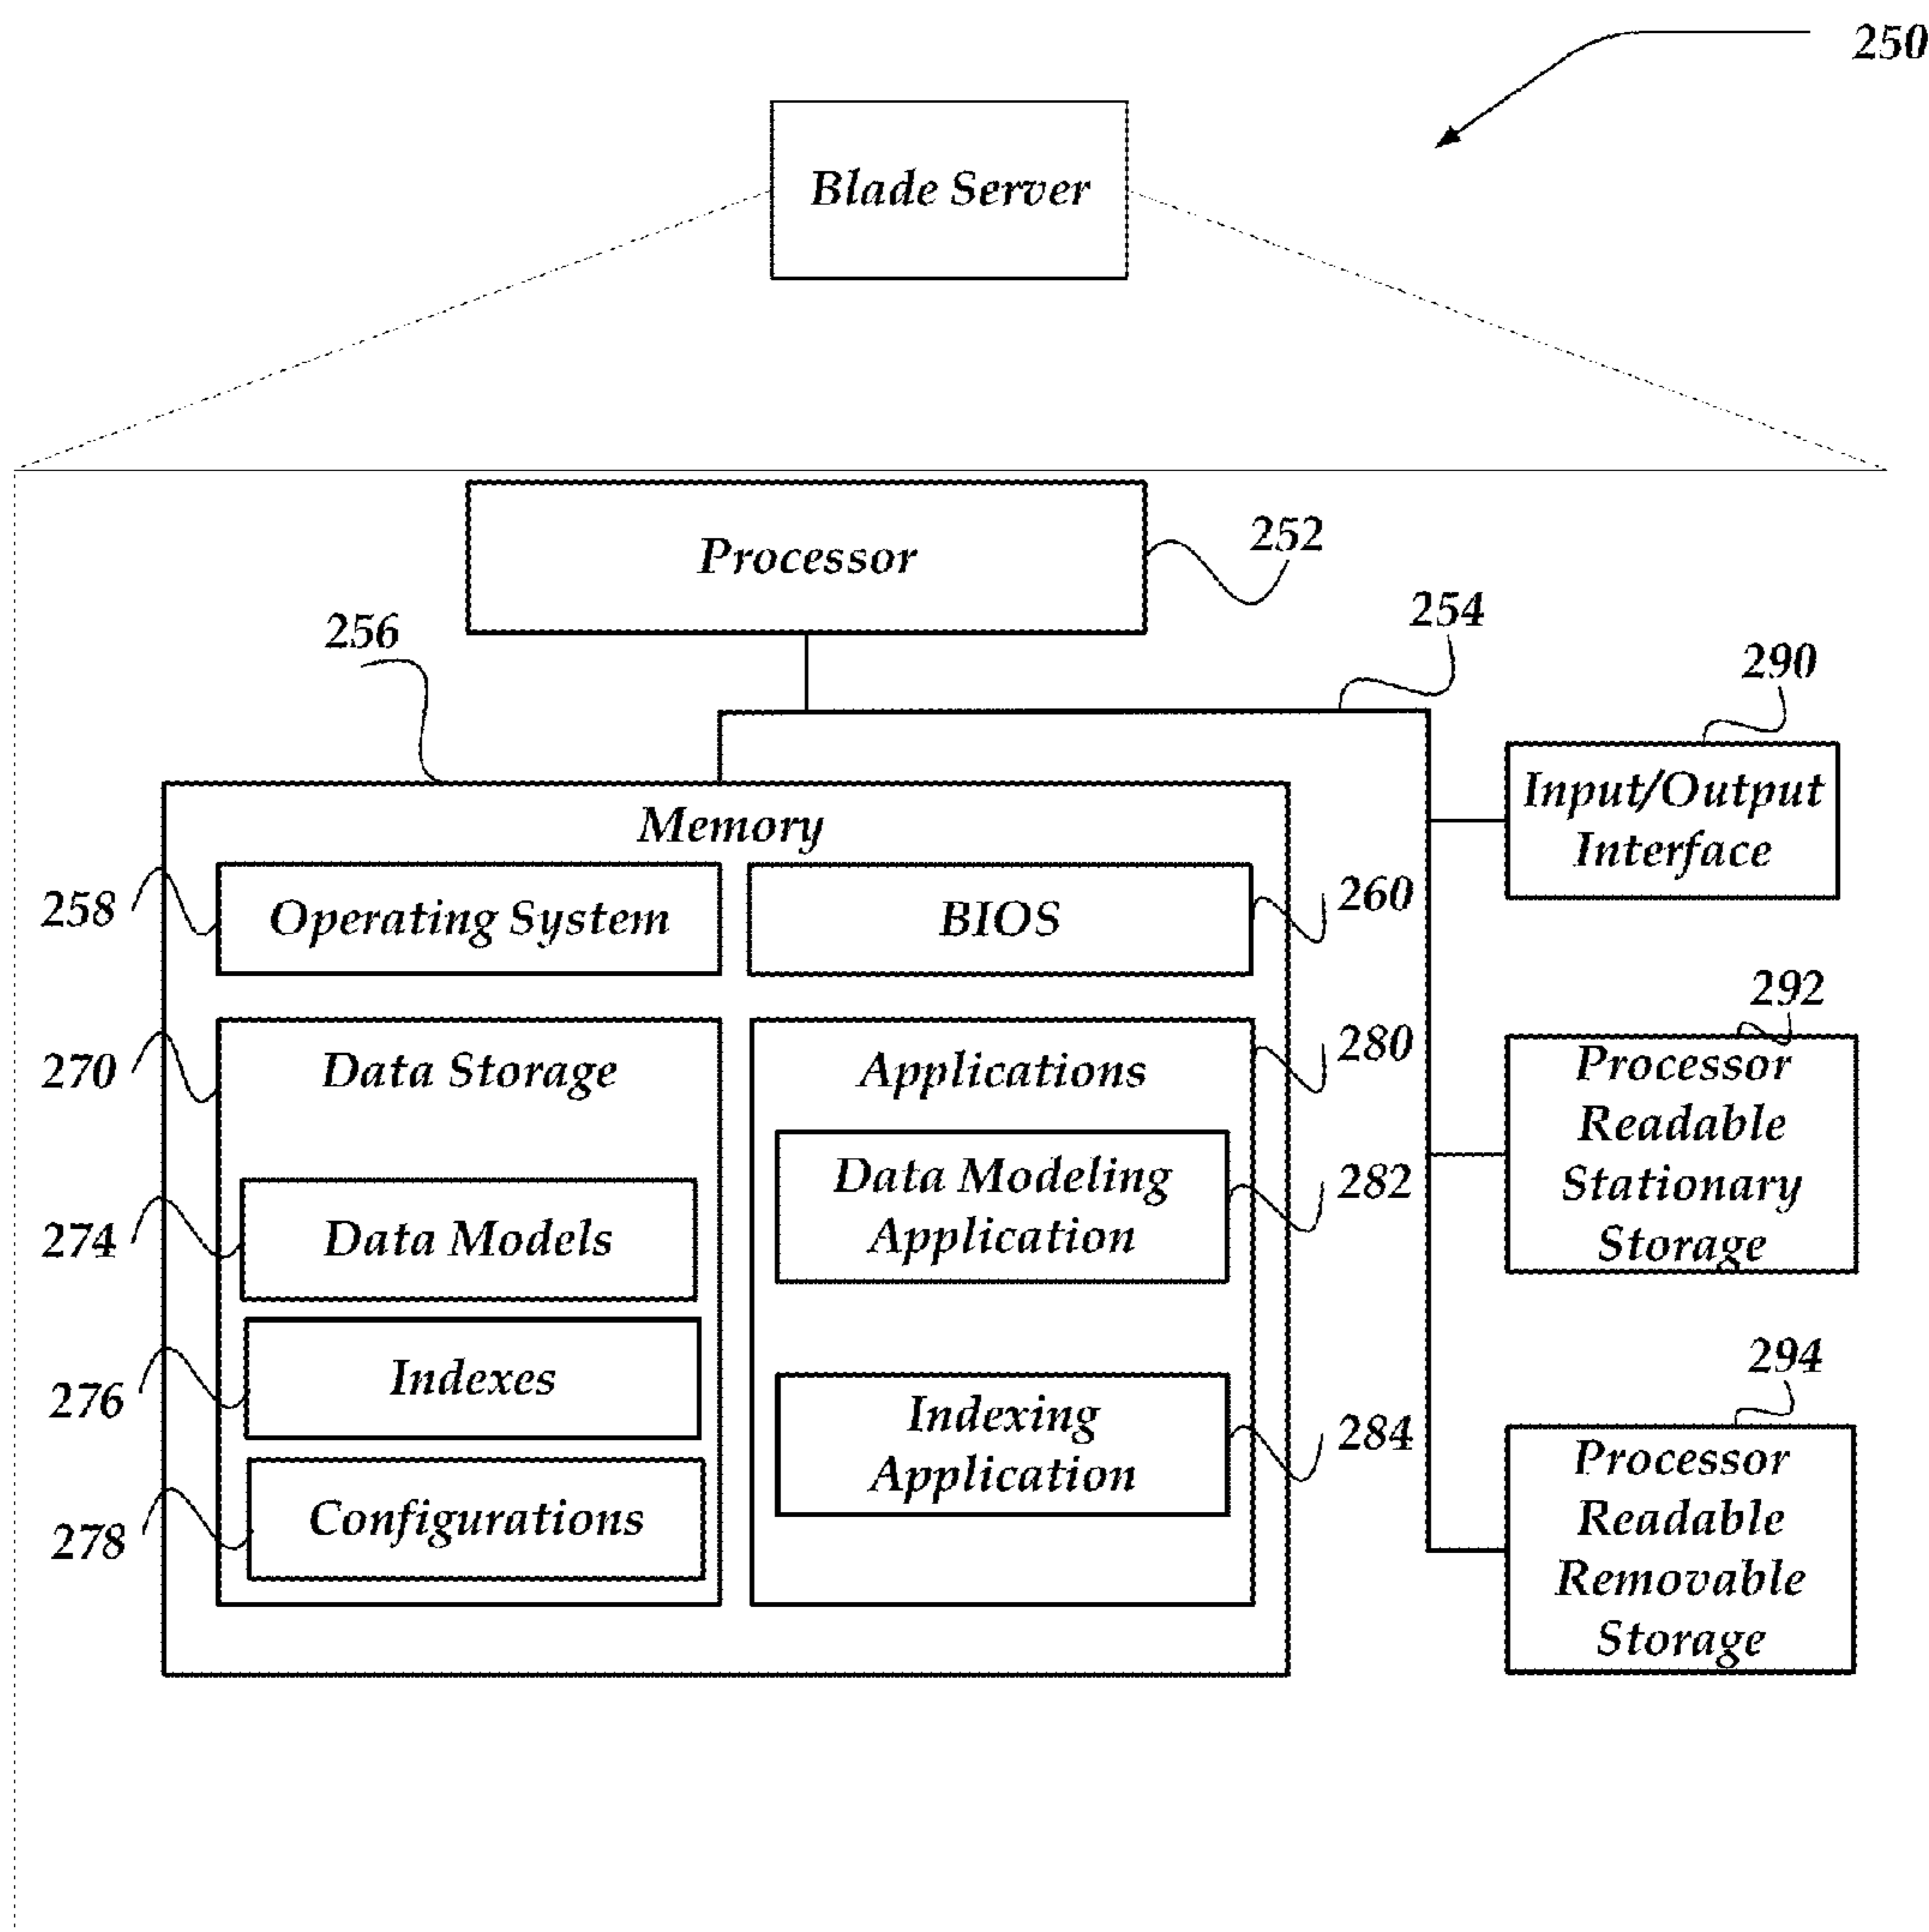 250
Blade Server
Processor
252
254
256
290
Input/Output
Interface
Memory
258
Operating System
BIOS
260
292
Processor
Readable
Stationary
Storage
270
Data Storage
Applications
280
Data Modeling
Application
282
274
Data Models
276
Indexes
Indexing
Application
284
278
Configurations
294
Processor
Readable
Removable
Storage